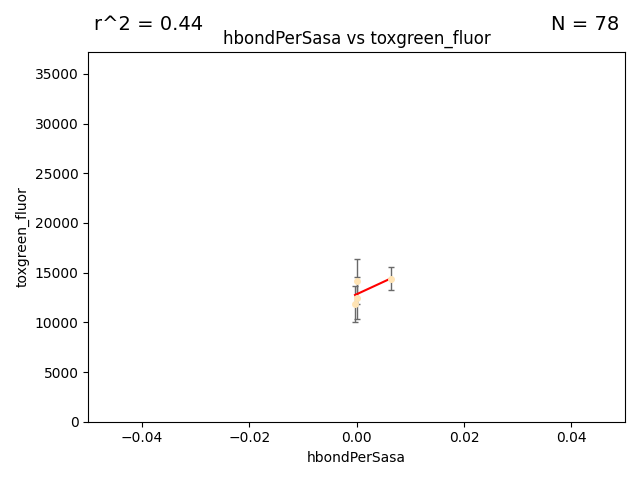 r^2 = 0.44
N = 78
hbondPerSasa vs toxgreen_fluor
35000
30000
25000
20000
15000
10000
5000
0
toxgreen_fluor
−0.04
−0.02
0.00
0.02
0.04
hbondPerSasa